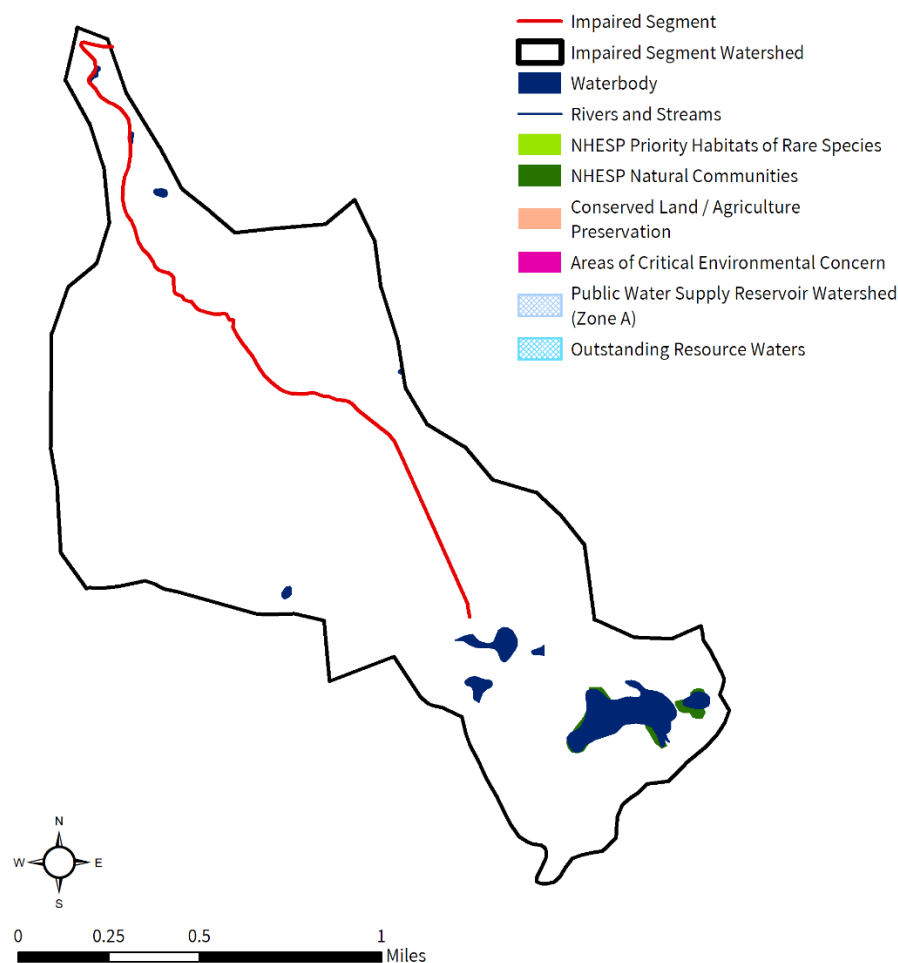 Impaired Segment
Impaired Segment Watershed
Waterbody
Rivers and Streams
NHESP Priority Habitats of Rare Species
NHESP Natural Communities
Conserved Land / Agriculture
Preservation
Areas of Critical Environmental Concern
Public Water Supply Reservoir Watershed
(Zone A)
Outstanding Resource Waters
N
W E
S
0 0.25 0.5 1
Miles